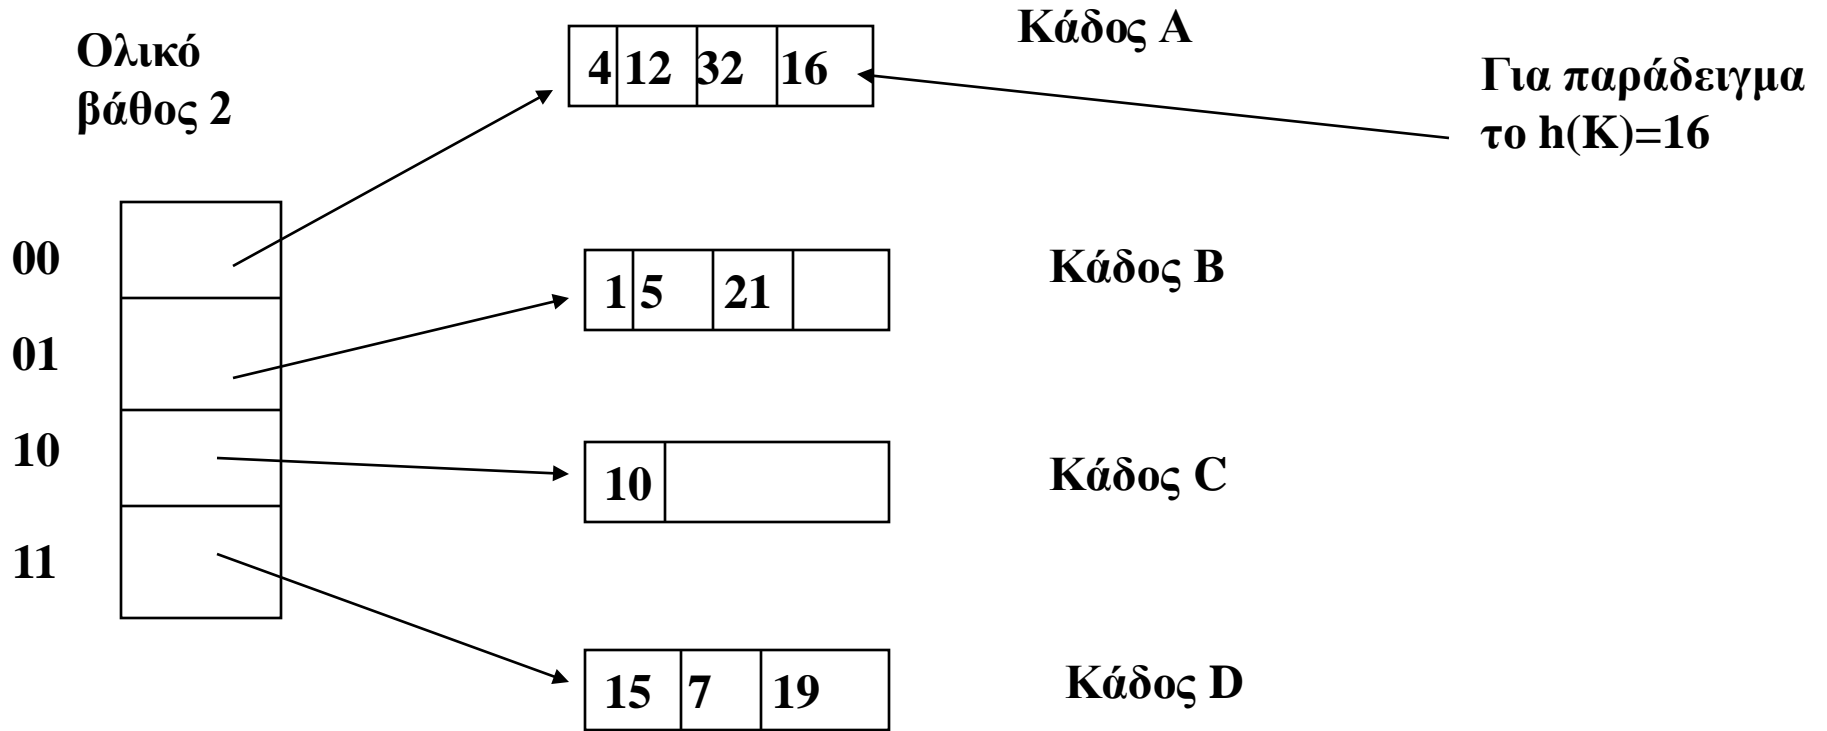 Ολικό
βάθος 2
4 12 32 16
Κάδος A
Για παράδειγμα
το h(K)=16
00
1 5 21
Κάδος B
01
10
10
Κάδος C
11
15 7 19
Κάδος D